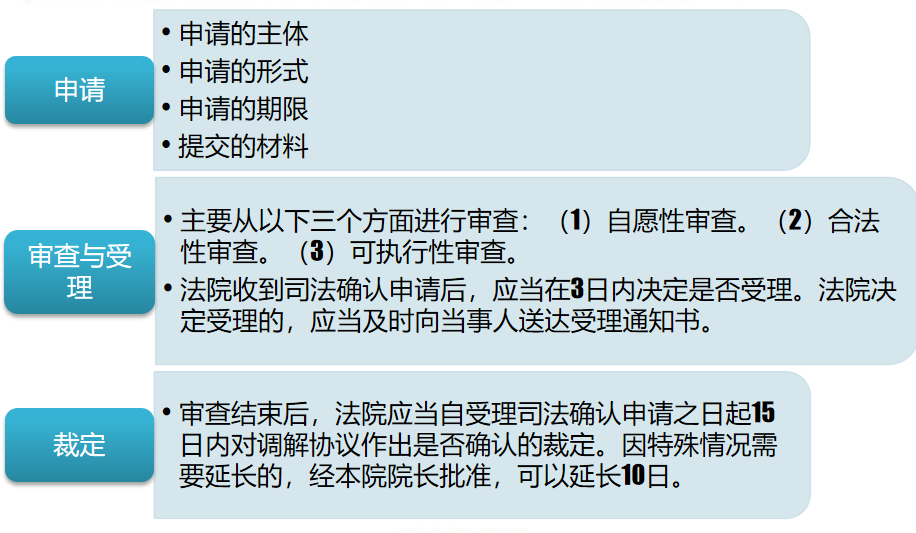 申请
• 申请的主体
• 申请的形式
• 申请的期限
• 提交的材料
审查与受
理
• 主要从以下三个方面进行审查：（1）自愿性审查。（2）合法
性审查。（3）可执行性审查。
• 法院收到司法确认申请后，应当在3日内决定是否受理。法院决
定受理的，应当及时向当事人送达受理通知书。
裁定
• 审查结束后，法院应当自受理司法确认申请之日起15
日内对调解协议作出是否确认的裁定。因特殊情况需
要延长的，经本院院长批准，可以延长10日。